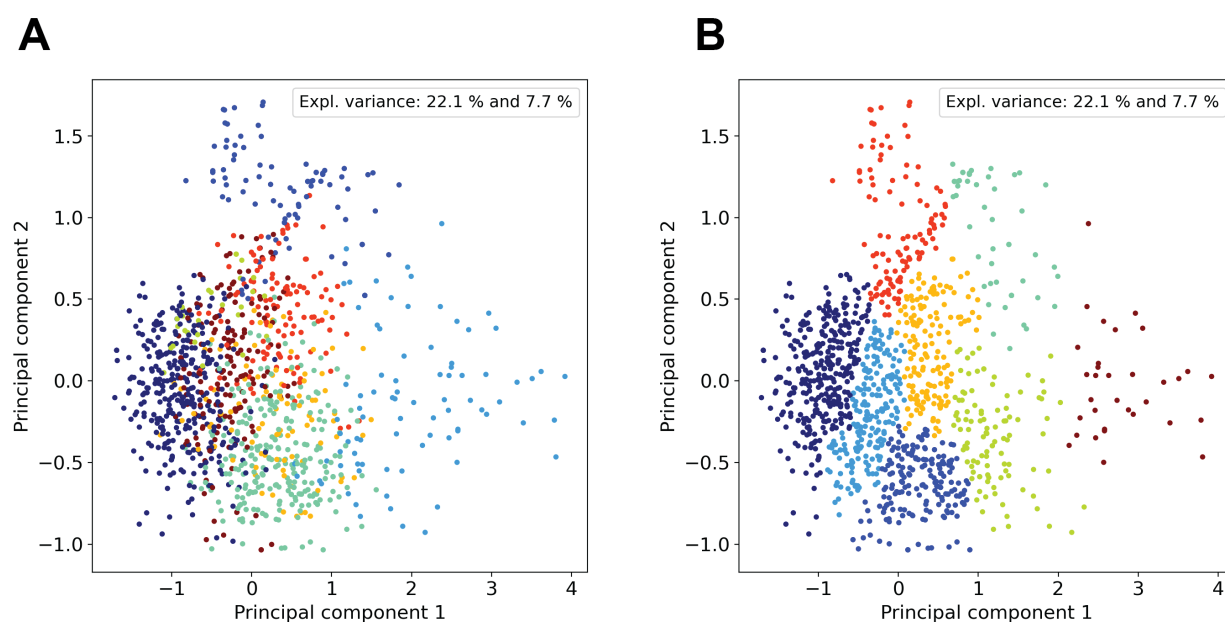 A
B
Expl. variance: 22.1 % and 7.7 %
Expl. variance: 22.1 % and 7.7 %
Principal component 2
1.5
1.0
0.5
0.0
−0.5
−1.0
−1 0 1 2 3 4
Principal component 1
Principal component 2
1.5
1.0
0.5
0.0
−0.5
−1.0
−1 0 1 2 3 4
Principal component 1